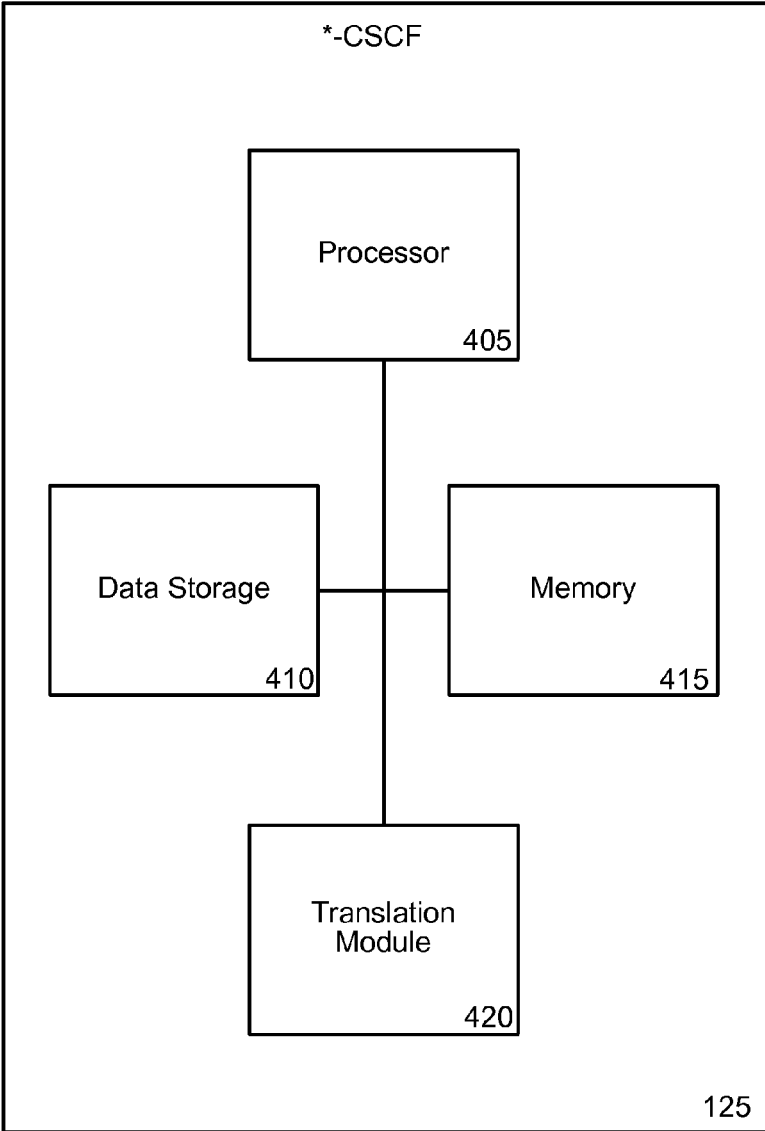 *-CSCF
Processor
405
Data Storage
410
Memory
415
Translation
Module
420
125